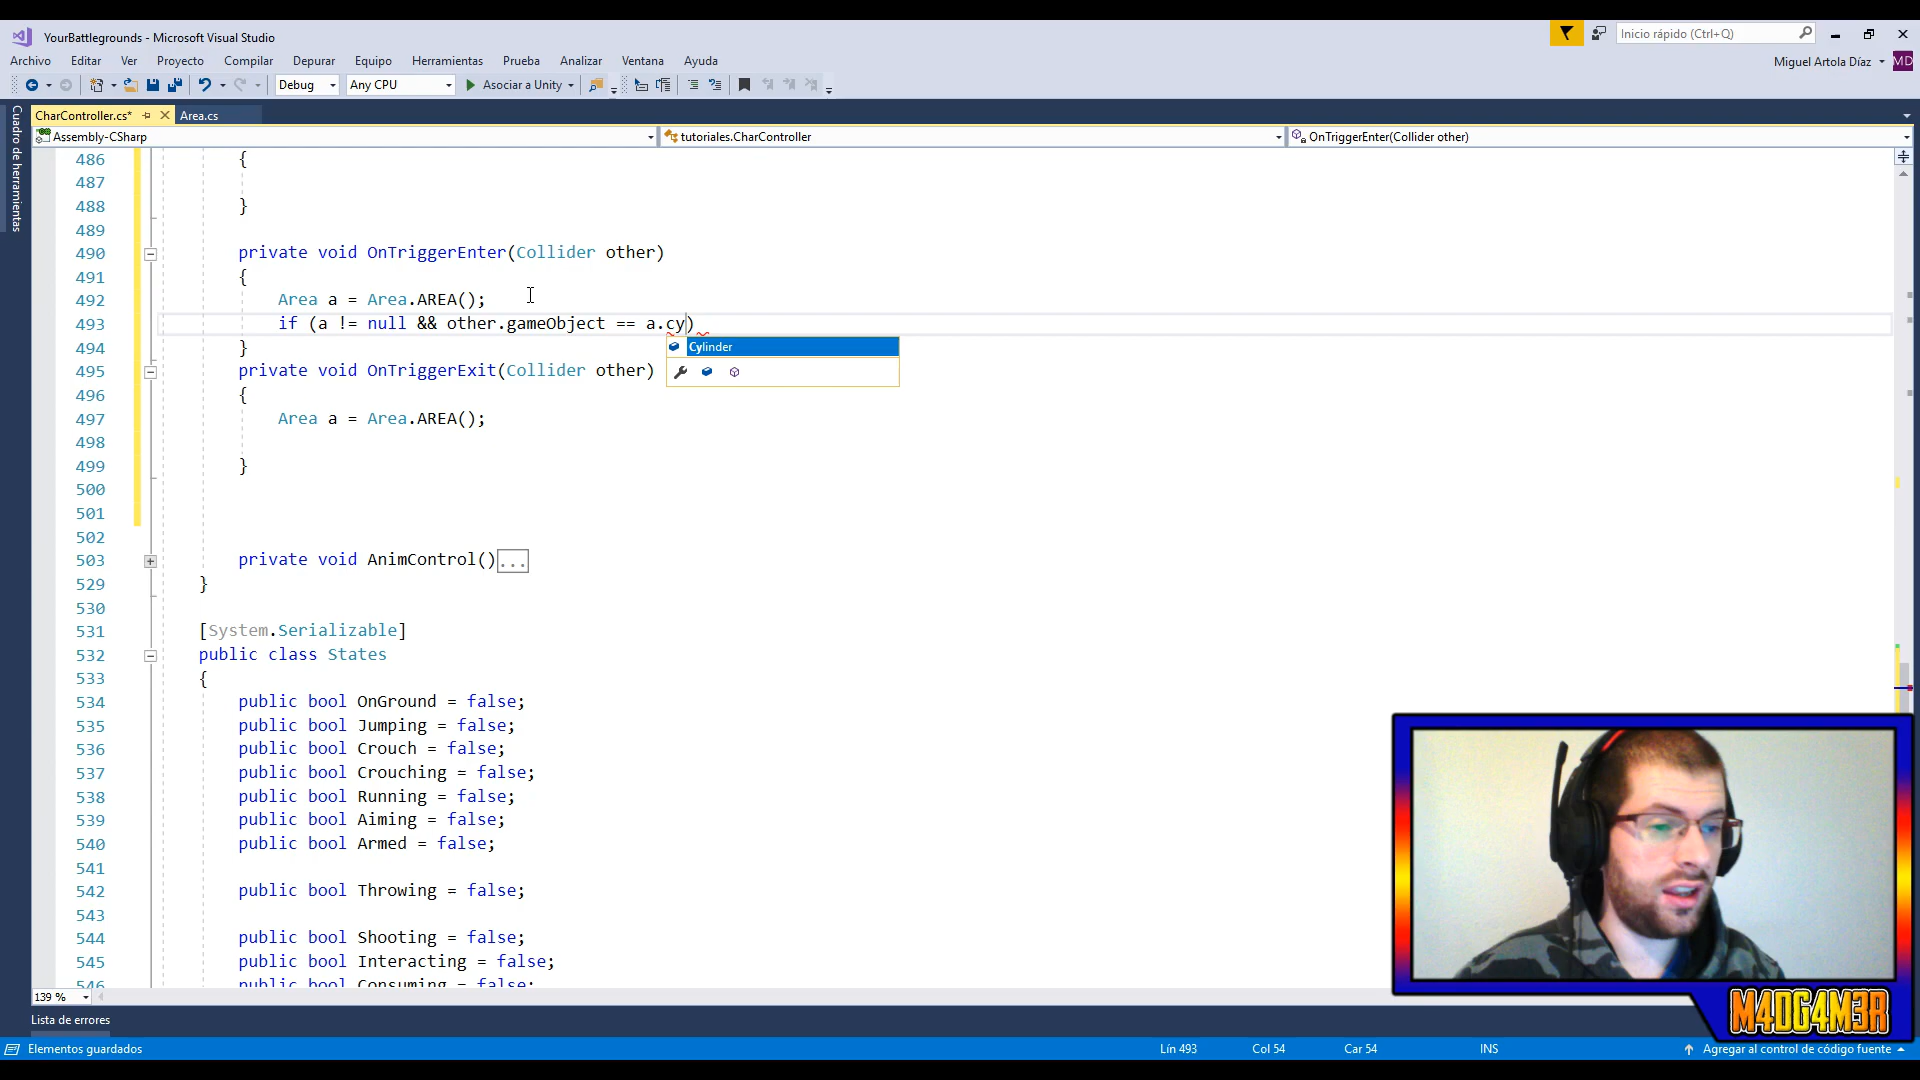 YourBattlegrounds - Microsoft Visual Studio
Inicio rápido (Ctrl+Q)
Archivo Editar Ver Proyecto Compilar Depurar Equipo Herramientas Prueba Analizar Ventana Ayuda
Miguel Artola Díaz MD
Debug Any CPU Asociar a Unity
Cuadro de herramientas
CharController.cs* Area.cs
Assembly-CSharp tutoriales.CharController OnTriggerEnter(Collider other)
486 {
487
488 }
489
490 private void OnTriggerEnter(Collider other)
491 {
492 Area a = Area.AREA();
493 if (a != null && other.gameObject == a.cy)
494 }
Cylinder
495 private void OnTriggerExit(Collider other)
496 {
497 Area a = Area.AREA();
498
499 }
500
501
502
503 private void AnimControl()...
529 }
530
531 [System.Serializable]
532 public class States
533 {
534 public bool OnGround = false;
535 public bool Jumping = false;
536 public bool Crouch = false;
537 public bool Crouching = false;
538 public bool Running = false;
539 public bool Aiming = false;
540 public bool Armed = false;
541
542 public bool Throwing = false;
543
544 public bool Shooting = false;
545 public bool Interacting = false;
546 public bool Consuming = false;
139 %
M4DG4M3R
Lista de errores
Elementos guardados Lín 493 Col 54 Car 54 INS Agregar al control de código fuente